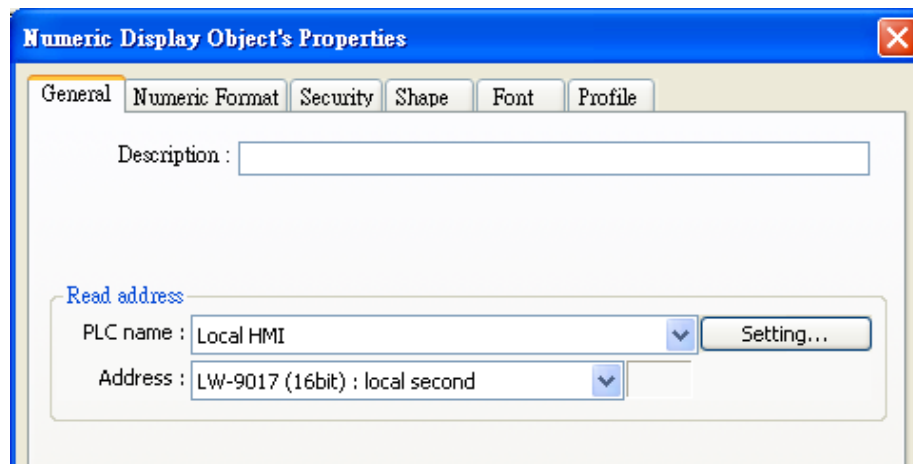 Numeric Display Object's Properties
General Numeric Format Security Shape Font Profile
Description :
Read address
PLC name : Local HMI Setting...
Address : LW-9017 (16bit) : local second